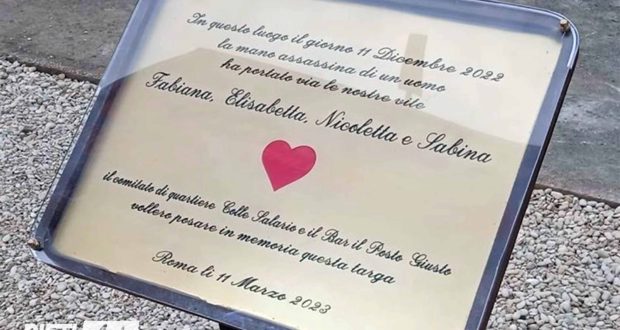 In questo luogo il giorno 11 Dicembre 2022
la mano assassina di un uomo
ha portato via le nostre vite
Fabiana, Elisabetta, Nicoletta e Sabina
il comitato di quartiere Colle Salario e il Bar il Posto Giusto
vollero posare in memoria questa targa
Roma lì 11 Marzo 2023